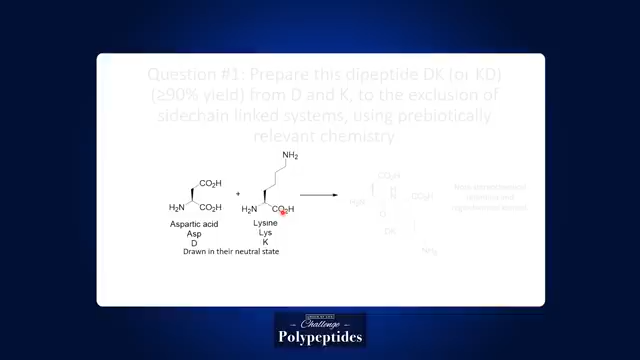 Question #1: Prepare this dipeptide DK (or KD)
(≥90% yield) from D and K, to the exclusion of
sidechain linked systems, using prebiotically
relevant chemistry
NH2
CO2H
H2N CO2H
+
H2N CO2H
Aspartic acid
Asp
D
Lysine
Lys
K
Drawn in their neutral state
CO2H
H2N
N
H
CO2H
O
DK
NH2
Challenge
Polypeptides